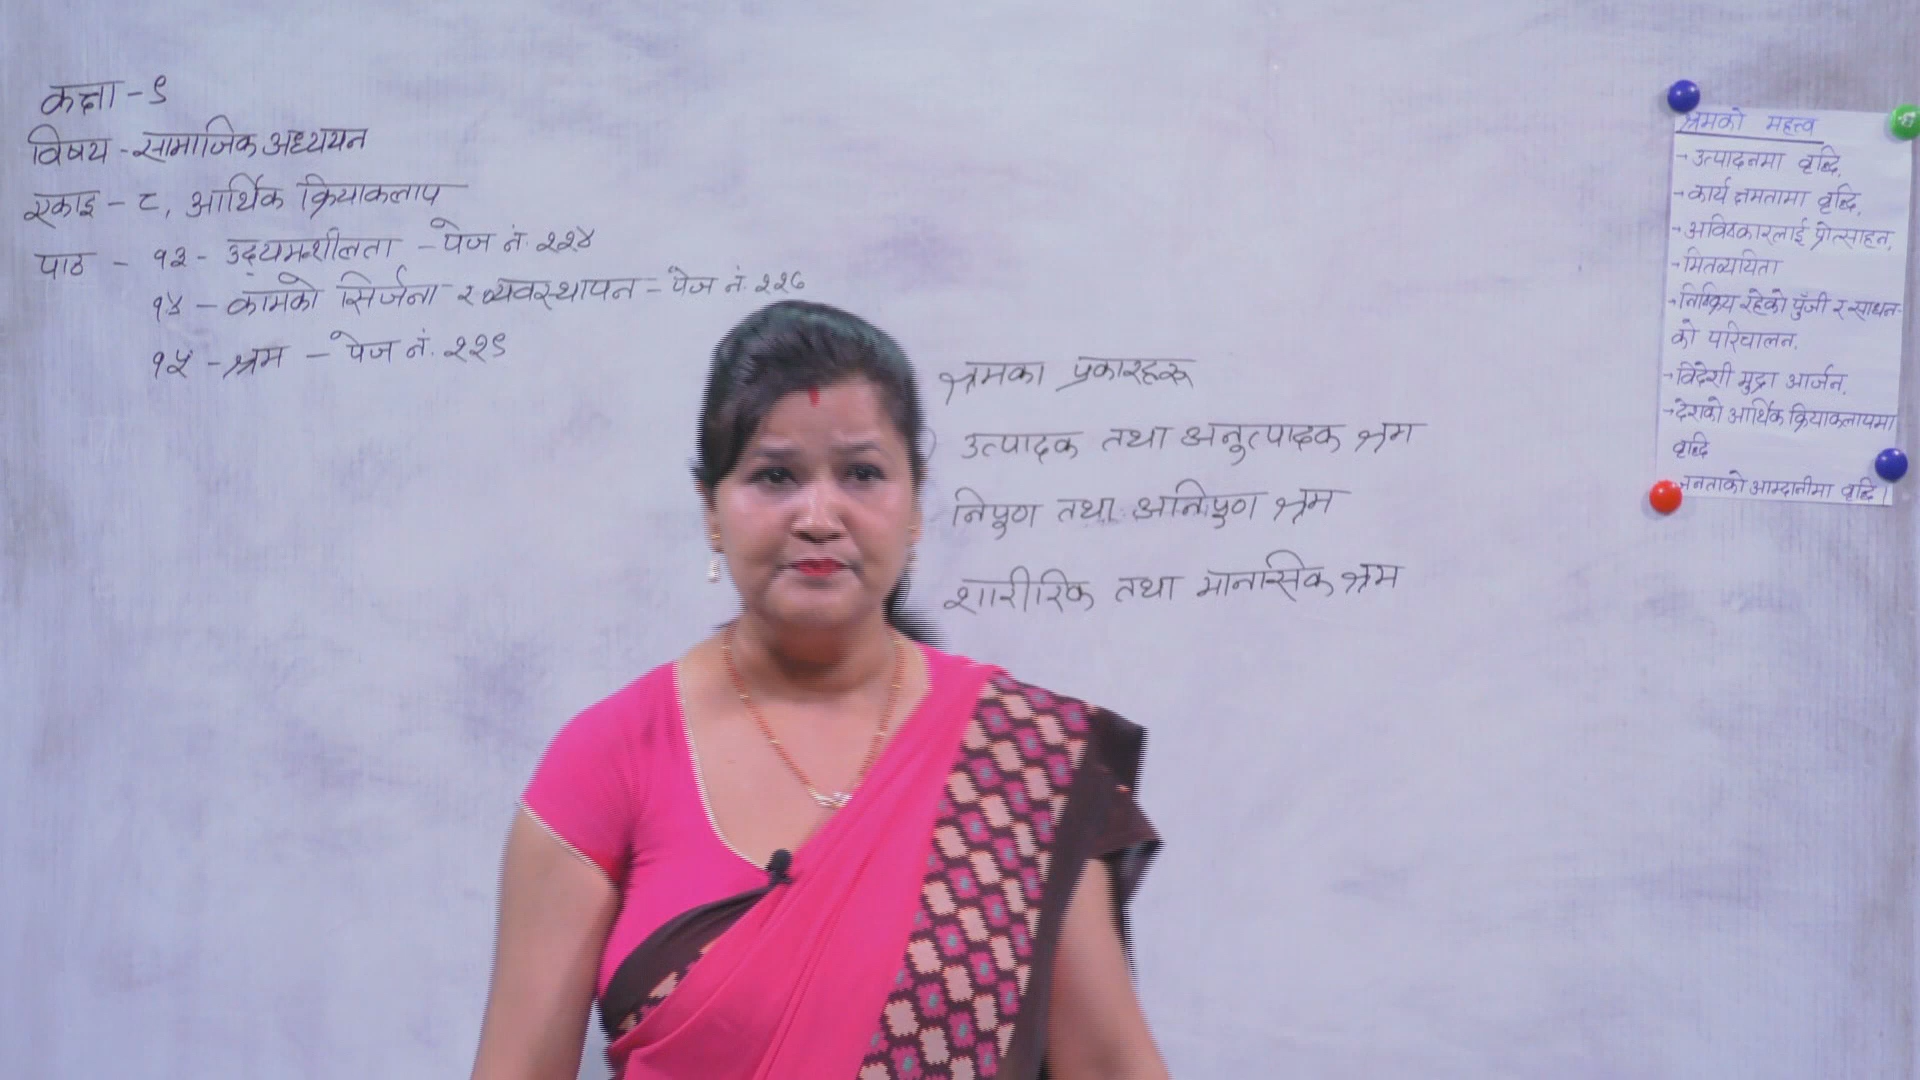 कक्षा - ९
विषय - सामाजिक अध्ययन
एकाइ - ८, आर्थिक क्रियाकलाप
पाठ - १३ - उद्यमशीलता - पेज नं. २२४
१४ - कामको सिर्जना र व्यवस्थापन - पेज नं. २२७
१५ - श्रम - पेज नं. २२९
श्रमका प्रकारहरू
उत्पादक तथा अनुत्पादक श्रम
निपुण तथा अनिपुण श्रम
शारीरिक तथा मानसिक श्रम
श्रमको महत्त्व
- उत्पादनमा वृद्धि,
- कार्य क्षमतामा वृद्धि,
- अविष्कारलाई प्रोत्साहन,
- मितव्ययिता
- निष्क्रिय रहेको पुँजी र साधन-
को परिचालन,
- विदेशी मुद्रा आर्जन,
- देशको आर्थिक क्रियाकलापमा
वृद्धि
जनताको आम्दानीमा वृद्धि।